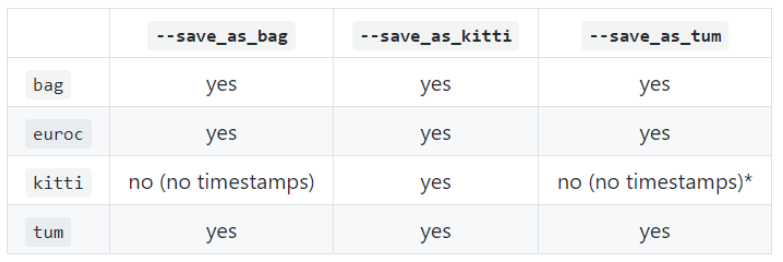 --save_as_bag --save_as_kitti --save_as_tum
bag yes yes yes
euroc yes yes yes
kitti no (no timestamps) yes no (no timestamps)*
tum yes yes yes